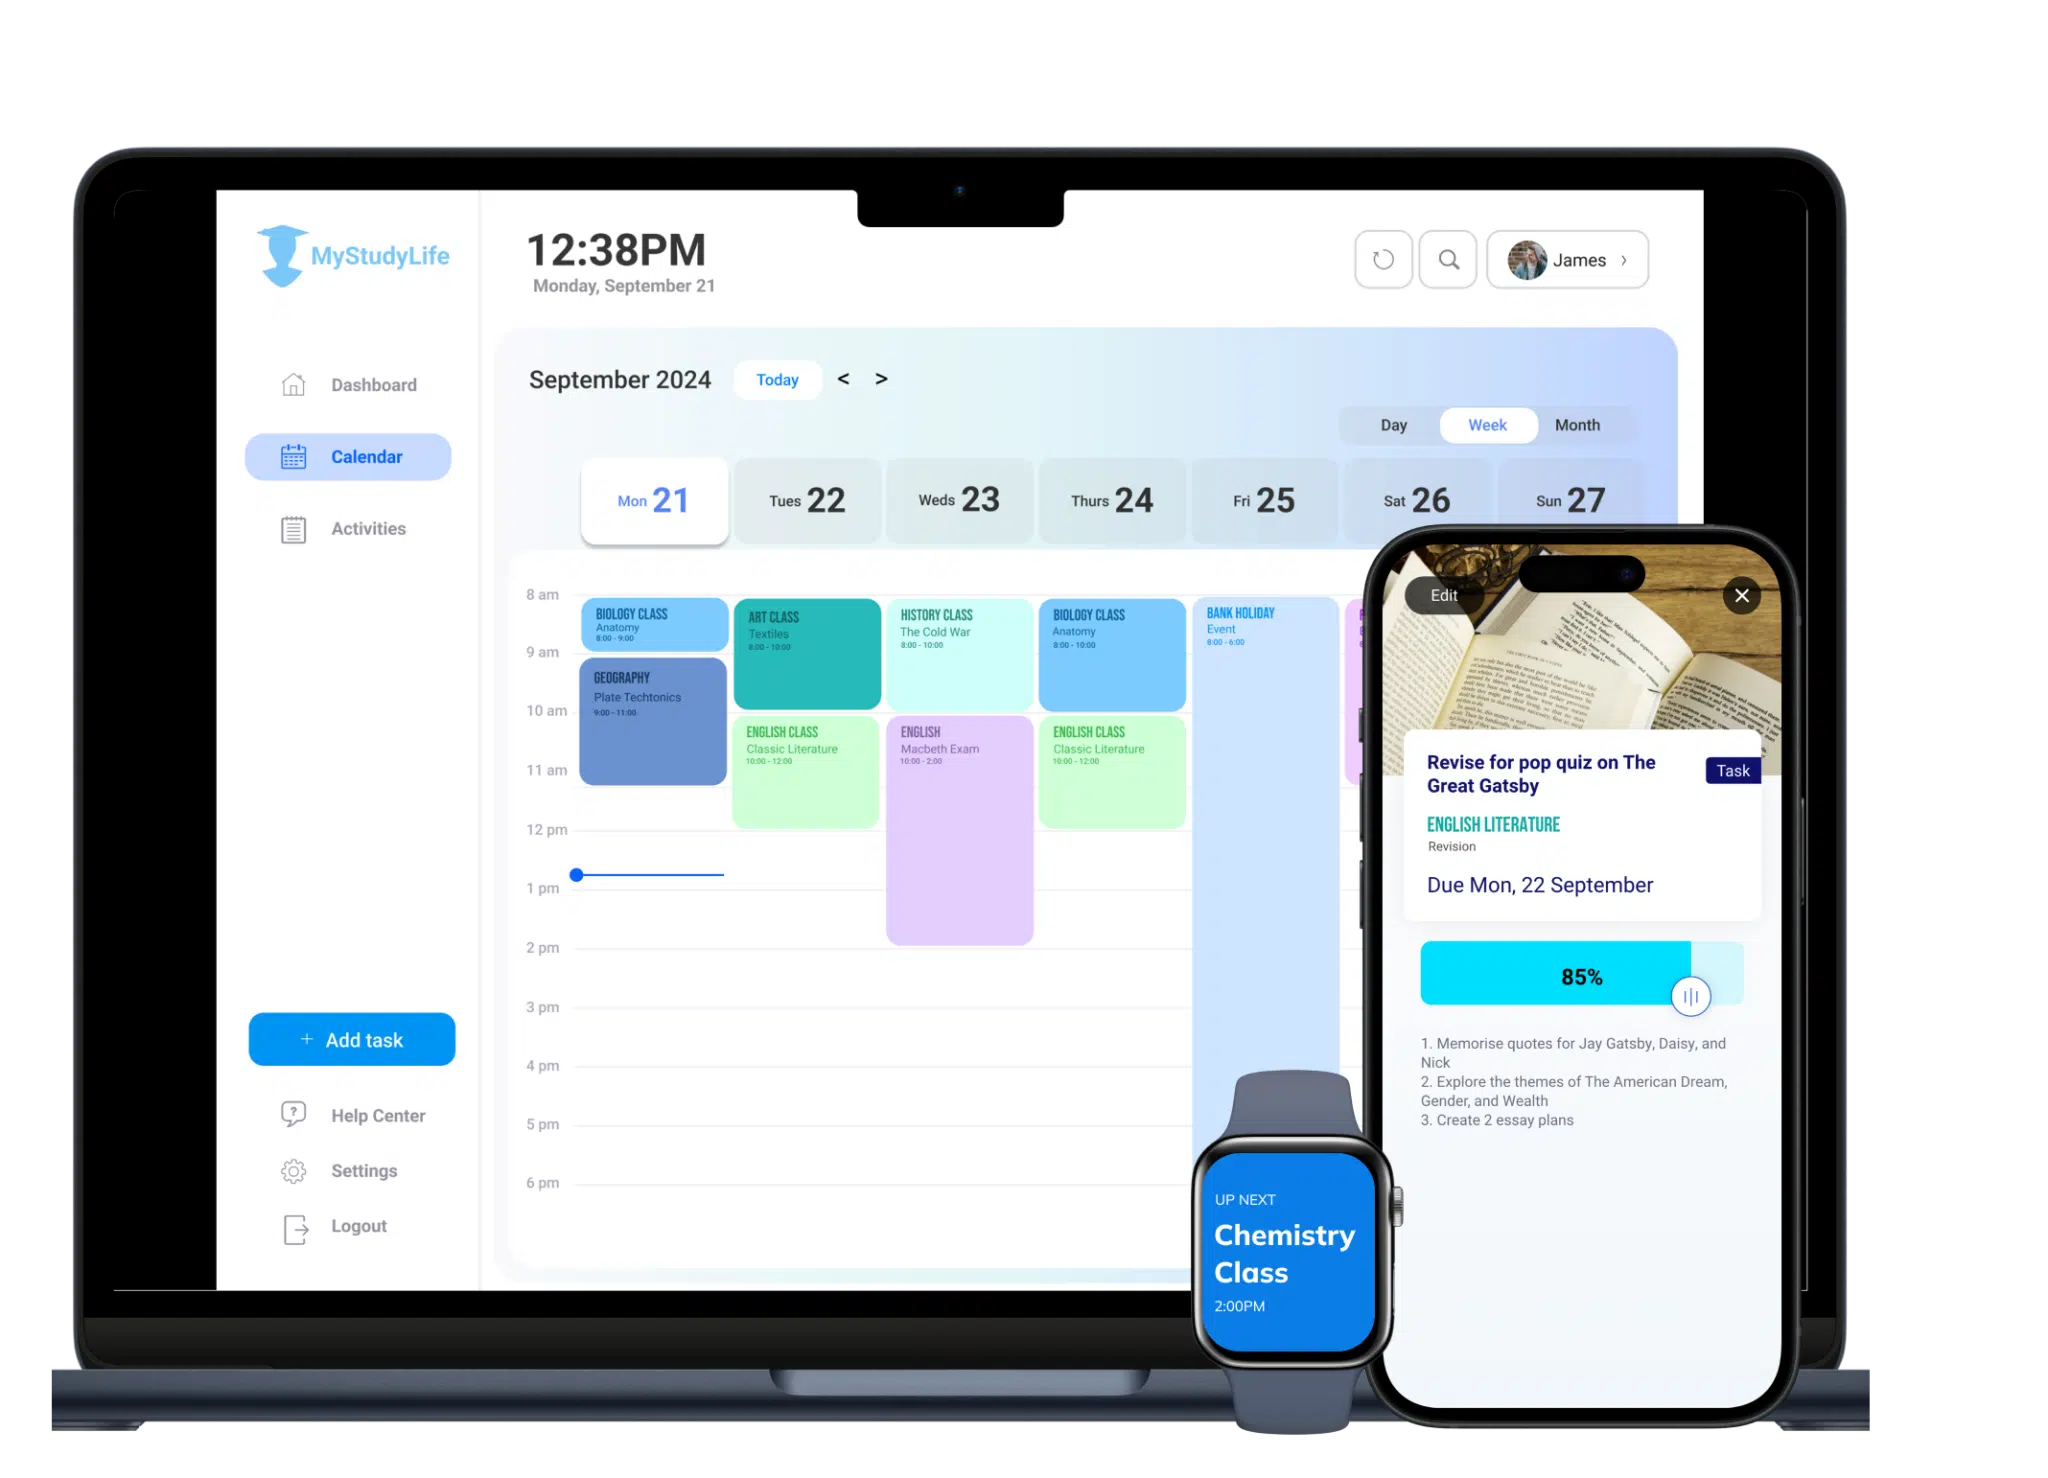 MyStudyLife
12:38PM
Monday, September 21
James
Dashboard
Calendar
Activities
September 2024
Today
<
>
Day
Week
Month
Mon 21
Tues 22
Weds 23
Thurs 24
Fri 25
Sat 26
Sun 27
8 am
9 am
10 am
11 am
12 pm
1 pm
2 pm
3 pm
4 pm
5 pm
6 pm
BIOLOGY CLASS
Anatomy
8:00 - 9:00
GEOGRAPHY
Plate Techtonics
9:00 - 11:00
ART CLASS
Textiles
8:00 - 10:00
ENGLISH CLASS
Classic Literature
10:00 - 12:00
HISTORY CLASS
The Cold War
8:00 - 10:00
ENGLISH
Macbeth Exam
10:00 - 2:00
BIOLOGY CLASS
Anatomy
8:00 - 10:00
ENGLISH CLASS
Classic Literature
10:00 - 12:00
BANK HOLIDAY
Event
8:00 - 6:00
+ Add task
Help Center
Settings
Logout
UP NEXT
Chemistry
Class
2:00PM
Edit
Revise for pop quiz on The
Great Gatsby
Task
ENGLISH LITERATURE
Revision
Due Mon, 22 September
85%
1. Memorise quotes for Jay Gatsby, Daisy, and
Nick
2. Explore the themes of The American Dream,
Gender, and Wealth
3. Create 2 essay plans